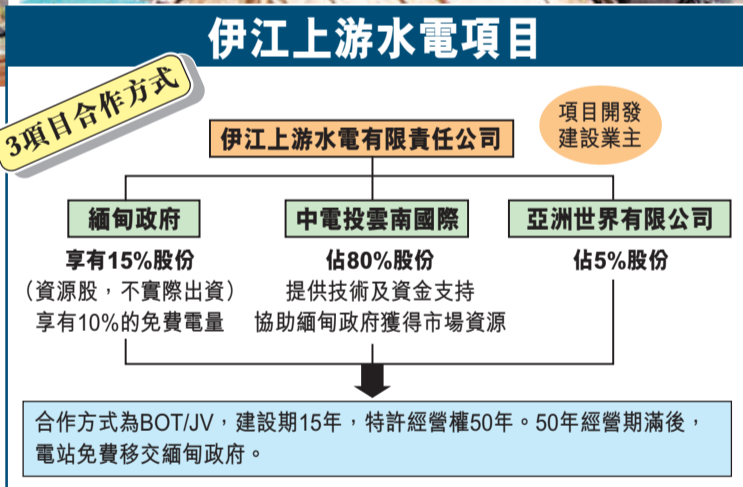 伊江上游水電項目
3項目合作方式
項目開發
建設業主
伊江上游水電有限責任公司
緬甸政府
中電投雲南國際
亞洲世界有限公司
享有15%股份
佔80%股份
佔5%股份
（資源股，不實際出資）
提供技術及資金支持
享有10%的免費電量
協助緬甸政府獲得市場資源
合作方式為BOT/JV，建設期15年，特許經營權50年。50年經營期滿後，
電站免費移交緬甸政府。